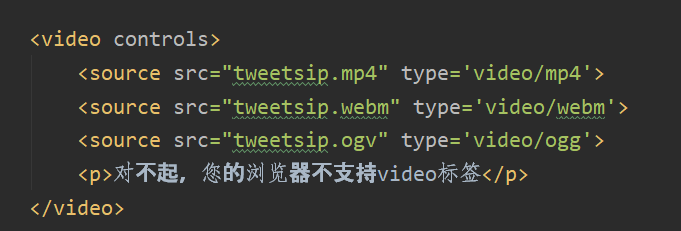 <video controls>
<source src="tweetsip.mp4" type='video/mp4'>
<source src="tweetsip.webm" type='video/webm'>
<source src="tweetsip.ogv" type='video/ogg'>
<p>对不起，您的浏览器不支持video标签</p>
</video>